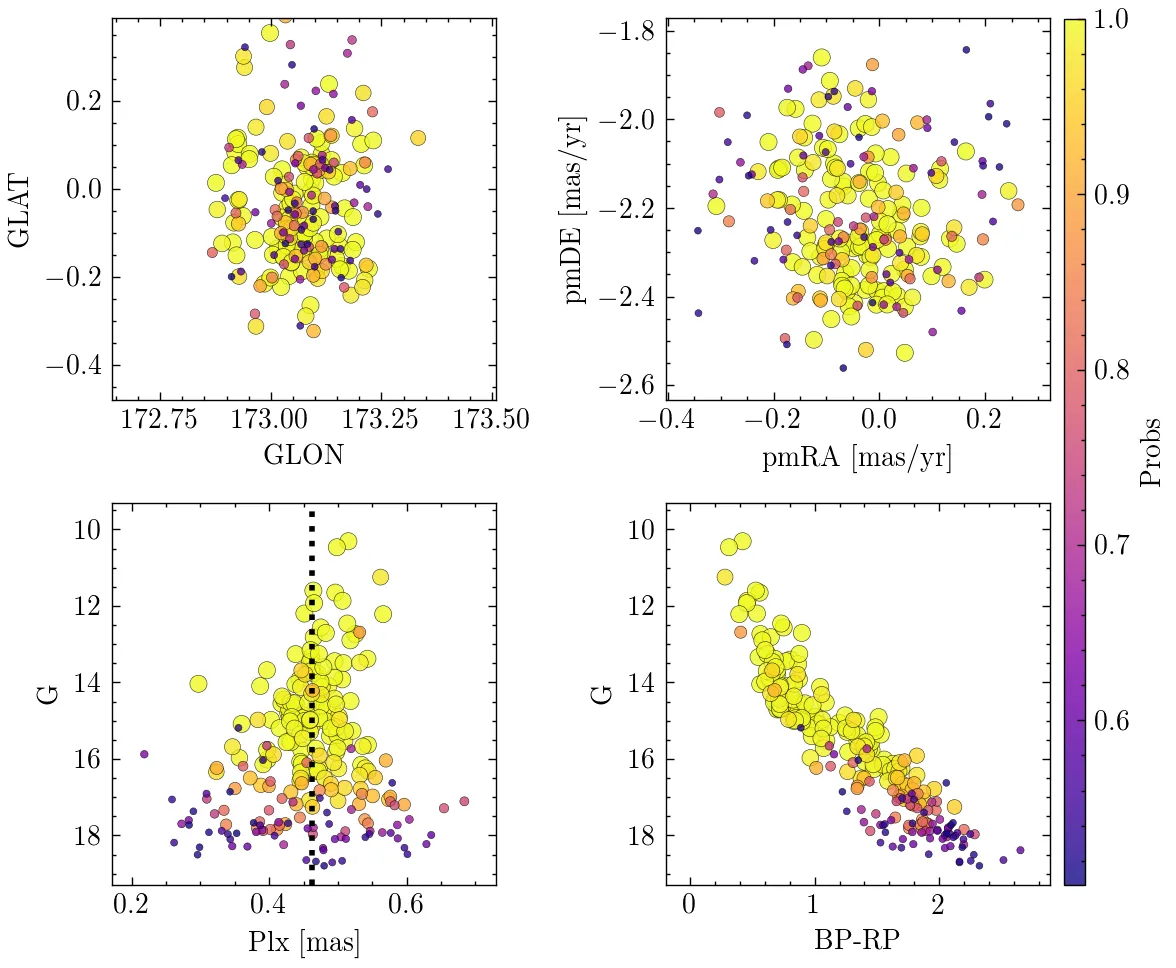 0.2
0.0
−0.2
−0.4
GLAT
172.75 173.00 173.25 173.50
GLON
−1.8
−2.0
−2.2
−2.4
−2.6
pmDE [mas/yr]
−0.4 −0.2 0.0 0.2
pmRA [mas/yr]
1.0
0.9
0.8
0.7
0.6
Probs
10
12
14
16
18
G
0.2 0.4 0.6
Plx [mas]
10
12
14
16
18
G
0 1 2
BP-RP